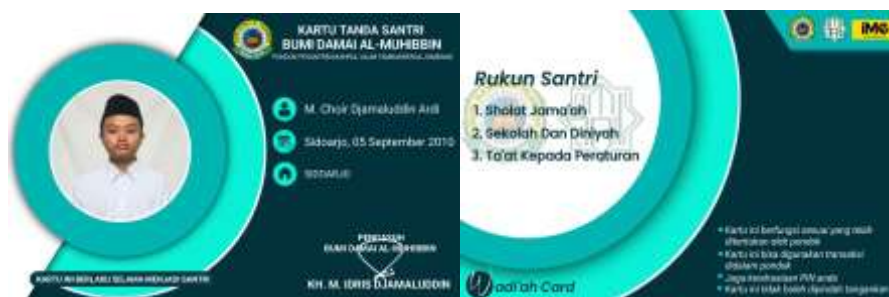 KARTU TANDA SANTRI
BUMI DAMAI AL-MUHIBBIN
M. Choir Djamaluddin Ardi
Sidoarjo, 05 September 2010
SIDOARJO
PENGASUH
BUMI DAMAI AL-MUHIBBIN
KH. M. IDRIS DJAMALUDDIN
KARTU INI BERLAKU SELAMA MENJADI SANTRI
Rukun Santri
1. Sholat Jama'ah
2. Sekolah Dan Diniyah
3. Ta'at Kepada Peraturan
Kartu ini berfungsi sesuai yang telah
ditentukan oleh pondok
Kartu ini bisa digunakan transaksi
didalam pondok
Jaga kerahasiaan PIN anda
Kartu ini tidak boleh dipindah tangankan
Wadi'ah Card